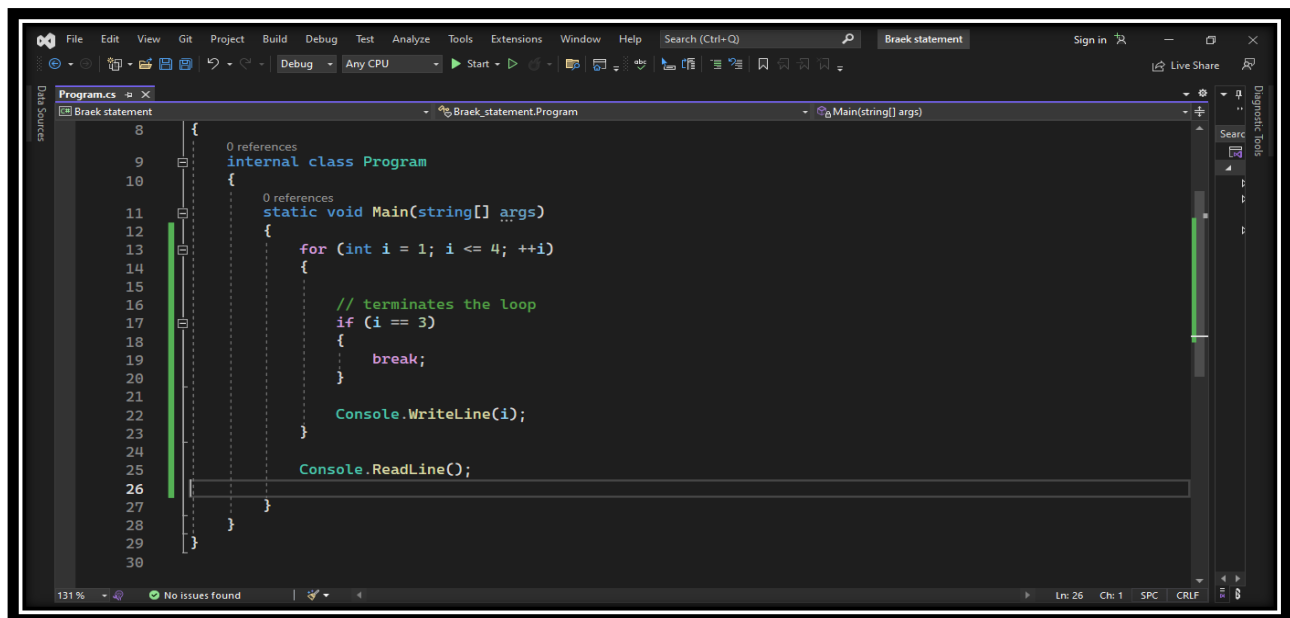 File Edit View Git Project Build Debug Test Analyze Tools Extensions Window Help Search (Ctrl+Q) Braek statement Sign in
Debug Any CPU Start Live Share
Data Sources
Program.cs
Braek statement Braek_statement.Program Main(string[] args)
8 {
0 references
9 internal class Program
10 {
0 references
11 static void Main(string[] args)
12 {
13 for (int i = 1; i <= 4; ++i)
14 {
15
16 // terminates the loop
17 if (i == 3)
18 {
19 break;
20 }
21
22 Console.WriteLine(i);
23 }
24
25 Console.ReadLine();
26
27 }
28 }
29 }
30
131 % No issues found Ln: 26 Ch: 1 SPC CRLF
Searc
Diagnostic Tools